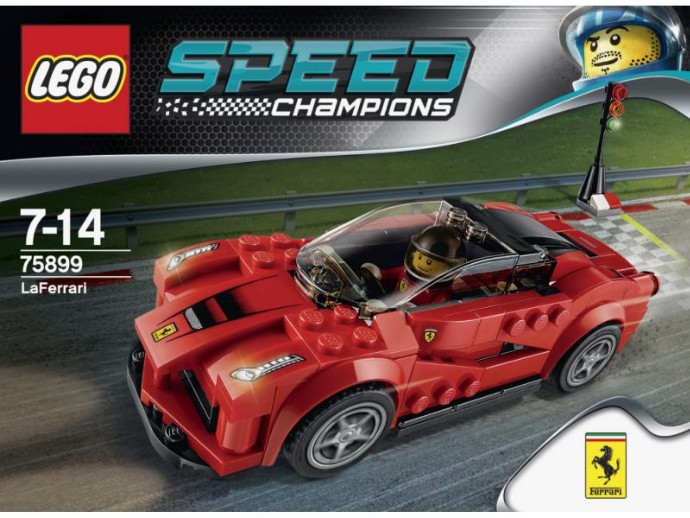 LEGO
SPEED
CHAMPIONS
7-14
75899
LaFerrari
Ferrari